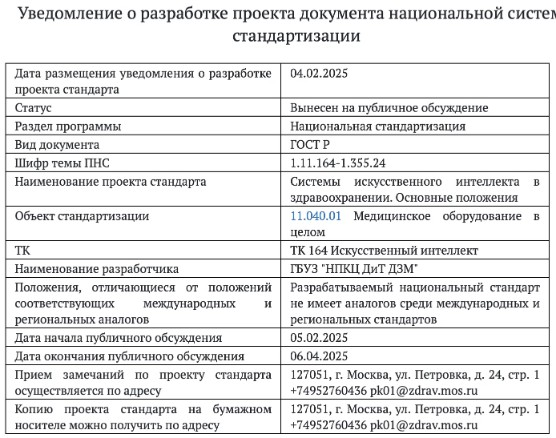 Уведомление о разработке проекта документа национальной систем
стандартизации
Дата размещения уведомления о разработке 04.02.2025
проекта стандарта
Статус Вынесен на публичное обсуждение
Раздел программы Национальная стандартизация
Вид документа ГОСТ Р
Шифр темы ПНС 1.11.164-1.355.24
Наименование проекта стандарта Системы искусственного интеллекта в
здравоохранении. Основные положения
Объект стандартизации 11.040.01 Медицинское оборудование в
целом
ТК ТК 164 Искусственный интеллект
Наименование разработчика ГБУЗ "НПКЦ ДиТ ДЗМ"
Положения, отличающиеся от положений Разрабатываемый национальный стандарт
соответствующих международных и не имеет аналогов среди международных и
региональных аналогов региональных стандартов
Дата начала публичного обсуждения 05.02.2025
Дата окончания публичного обсуждения 06.04.2025
Прием замечаний по проекту стандарта 127051, г. Москва, ул. Петровка, д. 24, стр. 1
осуществляется по адресу +74952760436 pk01@zdrav.mos.ru
Копию проекта стандарта на бумажном 127051, г. Москва, ул. Петровка, д. 24, стр. 1
носителе можно получить по адресу +74952760436 pk01@zdrav.mos.ru